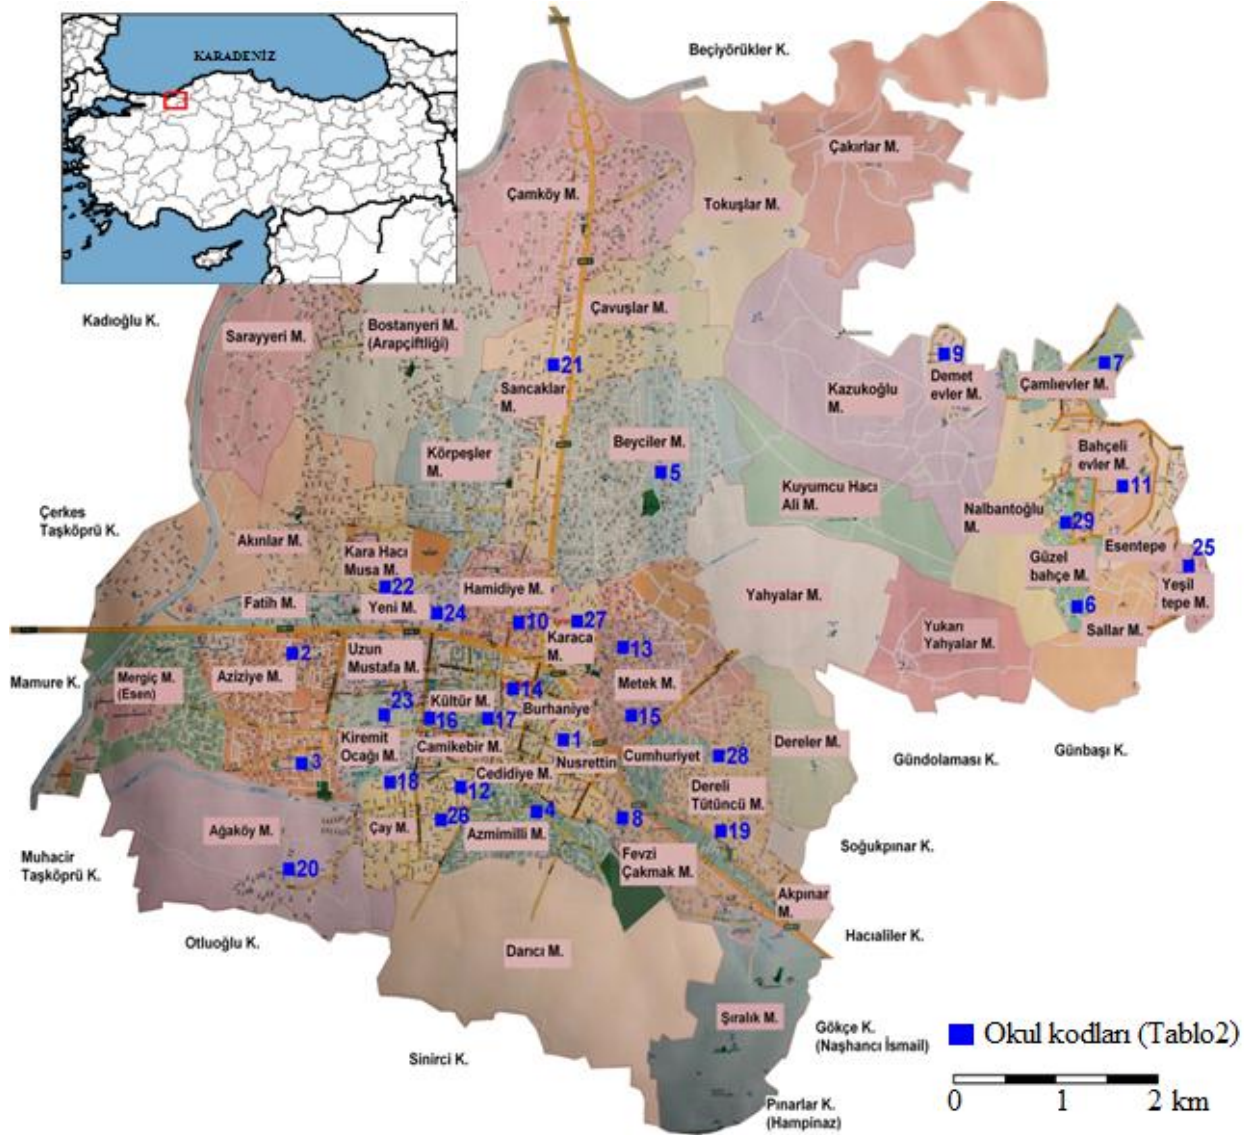 KARADENİZ
Beçiyörükler K.
Çakırlar M.
Çamköy M.
Tokuşlar M.
Kadıoğlu K.
Sarayyeri M.
Bostanyeri M.
(Arapçiftliği)
Çavuşlar M.
21
Sancaklar
M.
Kazukoğlu
M.
9
Demet
evler M.
7
Çamlıevler M.
Körpeşler
M.
Beyciler M.
5
Bahçeli
evler M.
11
Kuyumcu Hacı
Ali M.
Nalbantoğlu
M.
29
Çerkes
Taşköprü K.
Akınlar M.
Kara Hacı
Musa M.
22
Esentepe
25
Güzel
bahçe M.
Yeşil
tepe M.
6
Sallar M.
Hamidiye M.
Fatih M.
Yeni M.
24
10
27
Karaca
M.
Yahyalar M.
Yukarı
Yahyalar M.
2
Uzun
Mustafa M.
13
Mamure K.
Mergiç M.
(Esen)
Aziziye M.
14
Metek M.
23
Kültür M.
Burhaniye
16
17
15
Kiremit
Ocağı M.
Camikebir M.
1
Nusrettin
Cumhuriyet
28
Dereler M.
Gündolaması K.
Günbaşı K.
3
18
Cedidiye M.
12
Dereli
Tütüncü M.
Ağaköy M.
Çay M.
26
4
Azmimilli M.
8
19
Soğukpınar K.
Muhacir
Taşköprü K.
20
Fevzi
Çakmak M.
Akpınar
M.
Otluoğlu K.
Darıcı M.
Hacıaliler K.
Şıralık M.
Gökçe K.
(Naşhancı İsmail)
Sinirci K.
Pınarlar K.
(Hampinaz)
Okul kodları (Tablo2)
0 1 2 km